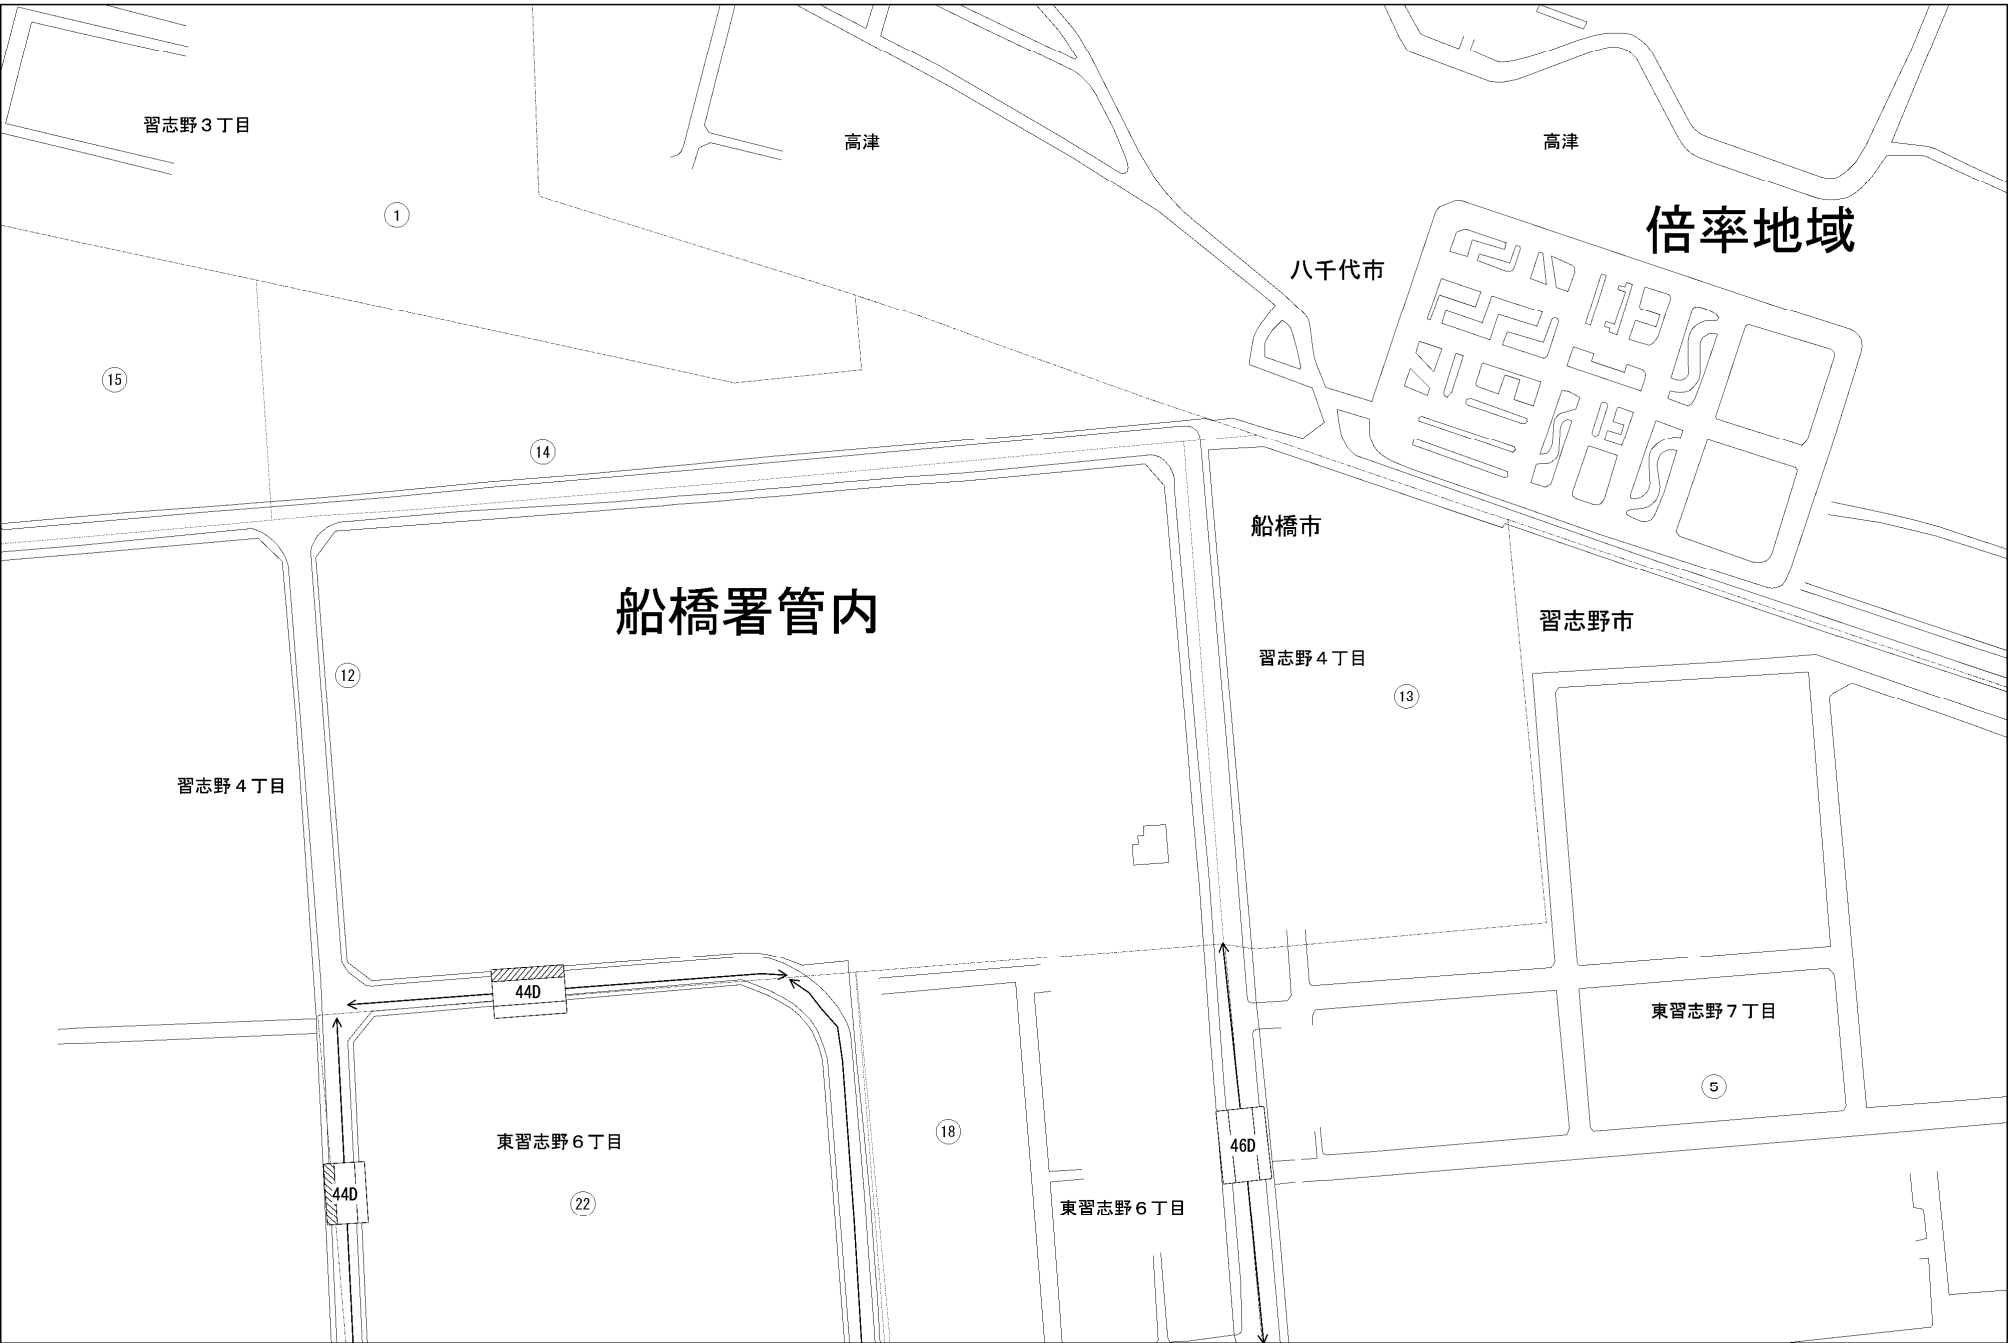 習志野３丁目
高津
高津
①
倍率地域
八千代市
⑮
⑭
船橋市
船橋署管内
習志野市
習志野４丁目
⑫
⑬
習志野４丁目
44D
東習志野７丁目
⑤
⑱
東習志野６丁目
46D
44D
㉒
東習志野６丁目